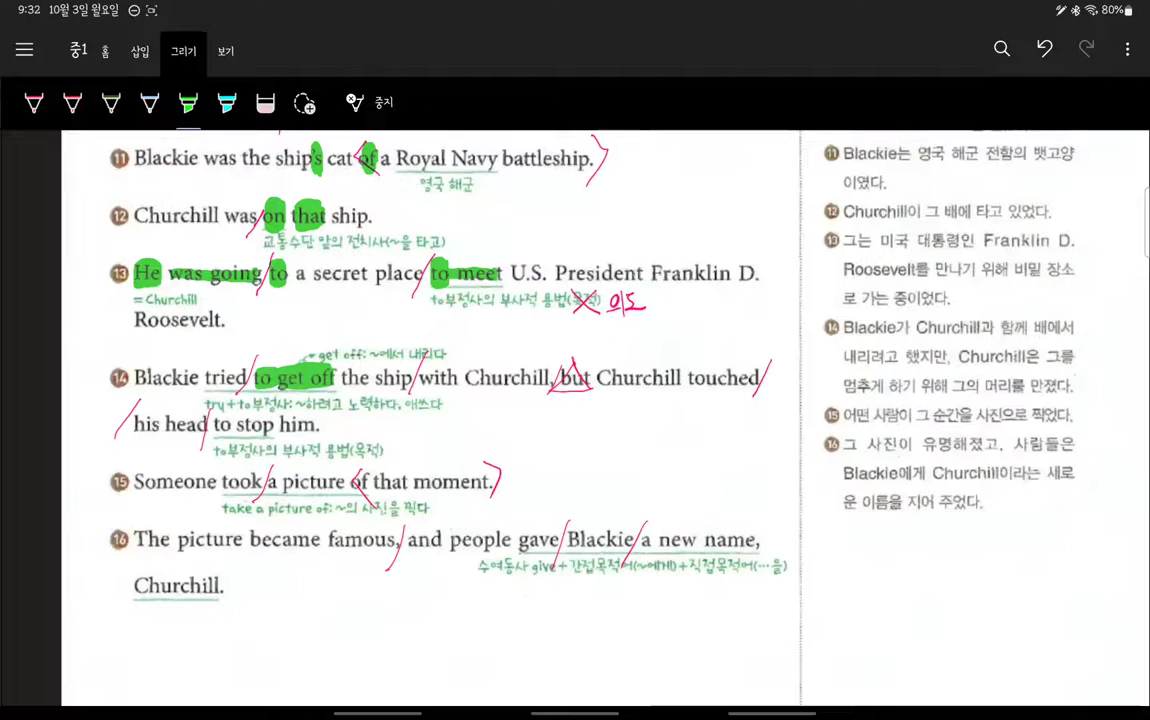 9:32 10월 3일 월요일 80%
중1 홈 삽입 그리기 보기
중지
⑪ Blackie was the ship's cat of a Royal Navy battleship.
영국 해군
⑫ Churchill was on that ship.
교통수단 앞의 전치사(~을 타고)
⑬ He was going to a secret place to meet U.S. President Franklin D.
= Churchill
to부정사의 부사적 용법(목적) 의도
Roosevelt.
get off: ~에서 내리다
⑭ Blackie tried to get off the ship with Churchill, but Churchill touched
try+to부정사: ~하려고 노력하다, 애쓰다
his head to stop him.
to부정사의 부사적 용법(목적)
⑮ Someone took a picture of that moment.
take a picture of: ~의 사진을 찍다
⑯ The picture became famous, and people gave Blackie a new name,
수여동사 give+간접목적어(~에게)+직접목적어(…을)
Churchill.
⑪ Blackie는 영국 해군 전함의 뱃고양
이였다.
⑫ Churchill이 그 배에 타고 있었다.
⑬ 그는 미국 대통령인 Franklin D.
Roosevelt를 만나기 위해 비밀 장소
로 가는 중이었다.
⑭ Blackie가 Churchill과 함께 배에서
내리려고 했지만, Churchill은 그를
멈추게 하기 위해 그의 머리를 만졌다.
⑮ 어떤 사람이 그 순간을 사진으로 찍었다.
⑯ 그 사진이 유명해졌고, 사람들은
Blackie에게 Churchill이라는 새로
운 이름을 지어 주었다.